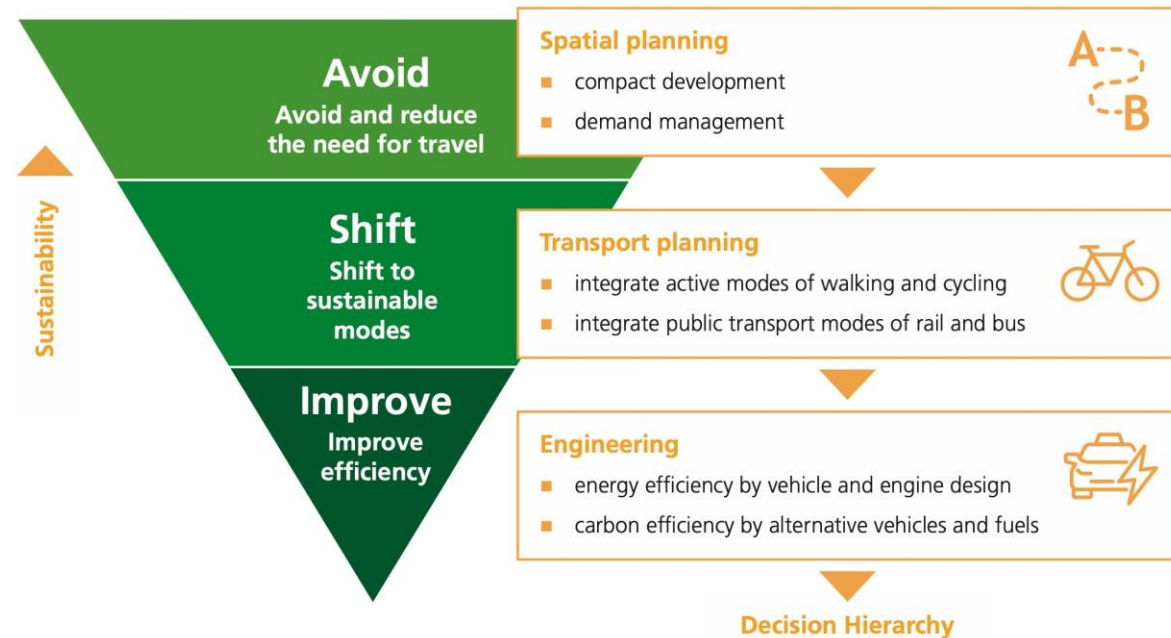 Sustainability
Avoid
Avoid and reduce
the need for travel
Spatial planning
compact development
demand management
A
B
Shift
Shift to
sustainable
modes
Transport planning
integrate active modes of walking and cycling
integrate public transport modes of rail and bus
Improve
Improve
efficiency
Engineering
energy efficiency by vehicle and engine design
carbon efficiency by alternative vehicles and fuels
Decision Hierarchy